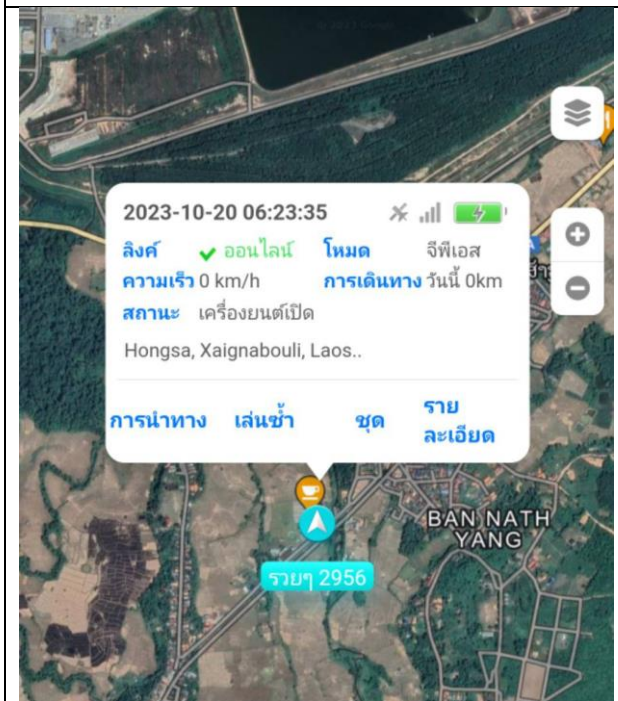 2023-10-20 06:23:35
ลิงค์ ออนไลน์ โหมด จีพีเอส
ความเร็ว 0 km/h การเดินทาง วันนี้ 0km
สถานะ เครื่องยนต์เปิด
Hongsa, Xaignabouli, Laos..
การนำทาง เล่นซ้ำ ชุด ราย
ละเอียด
BAN NATH
YANG
รวยๆ 2956